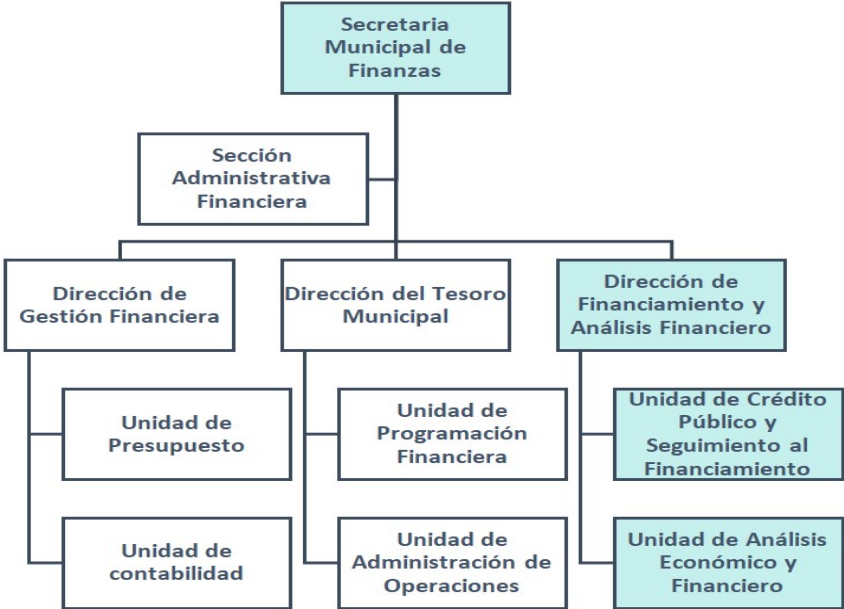 Secretaria
Municipal de
Finanzas
Sección
Administrativa
Financiera
Dirección de
Gestión Financiera
Dirección del Tesoro
Municipal
Dirección de
Financiamiento y
Análisis Financiero
Unidad de
Presupuesto
Unidad de
Programación
Financiera
Unidad de Crédito
Público y
Seguimiento al
Financiamiento
Unidad de
contabilidad
Unidad de
Administración de
Operaciones
Unidad de Análisis
Económico y
Financiero